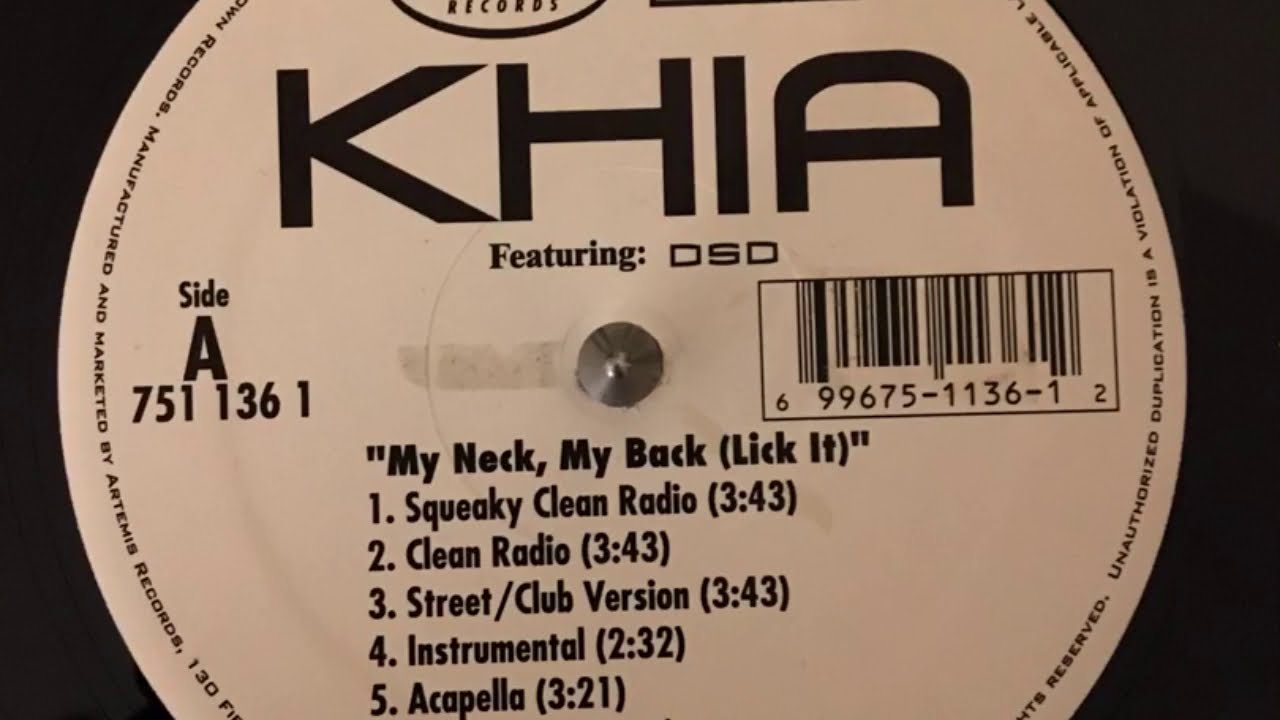 RECORDS
KHIA
Featuring: DSD
Side
A
751 136 1
6 99675-1136-1 2
"My Neck, My Back (Lick It)"
1. Squeaky Clean Radio (3:43)
2. Clean Radio (3:43)
3. Street/Club Version (3:43)
4. Instrumental (2:32)
5. Acapella (3:21)
Records. Manufactured and marketed by Artemis Records, 130
Unauthorized duplication is a violation of applicable
reserved.